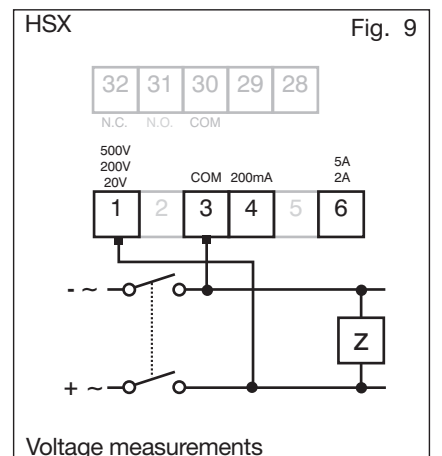 HSX Fig. 9
32 31 30 29 28
N.C. N.O. COM
500V
200V
20V
COM 200mA
5A
2A
1 2 3 4 5 6
- ~
Z
+ ~
Voltage measurements